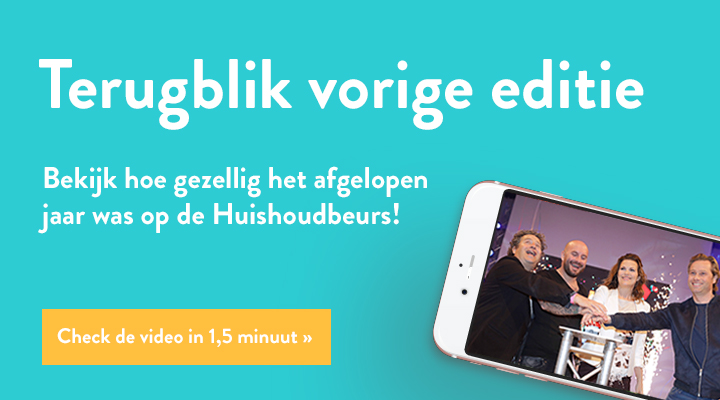 Terugblik vorige editie
Bekijk hoe gezellig het afgelopen
jaar was op de Huishoudbeurs!
Check de video in 1,5 minuut »